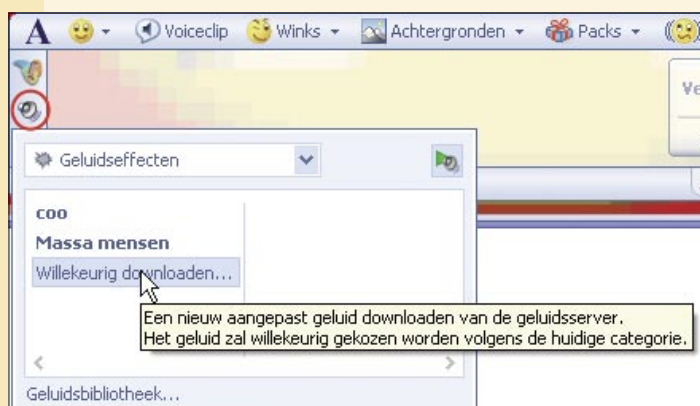 A Voiceclip Winks Achtergronden Packs
Ve
Geluidseffecten
coo
Massa mensen
Willekeurig downloaden...
Een nieuw aangepast geluid downloaden van de geluidsserver.
Het geluid zal willekeurig gekozen worden volgens de huidige categorie.
Geluidsbibliotheek...